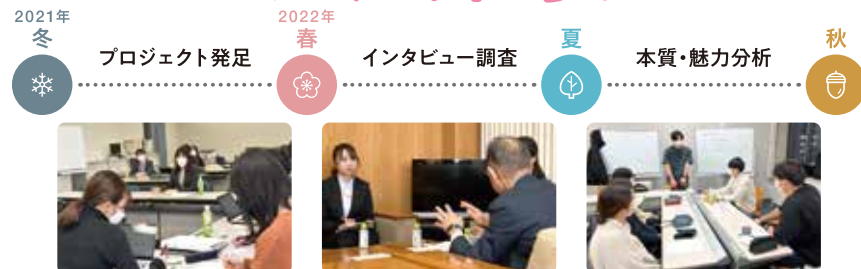 2021年
冬
プロジェクト発足
2022年
春
インタビュー調査
夏
本質・魅力分析
秋